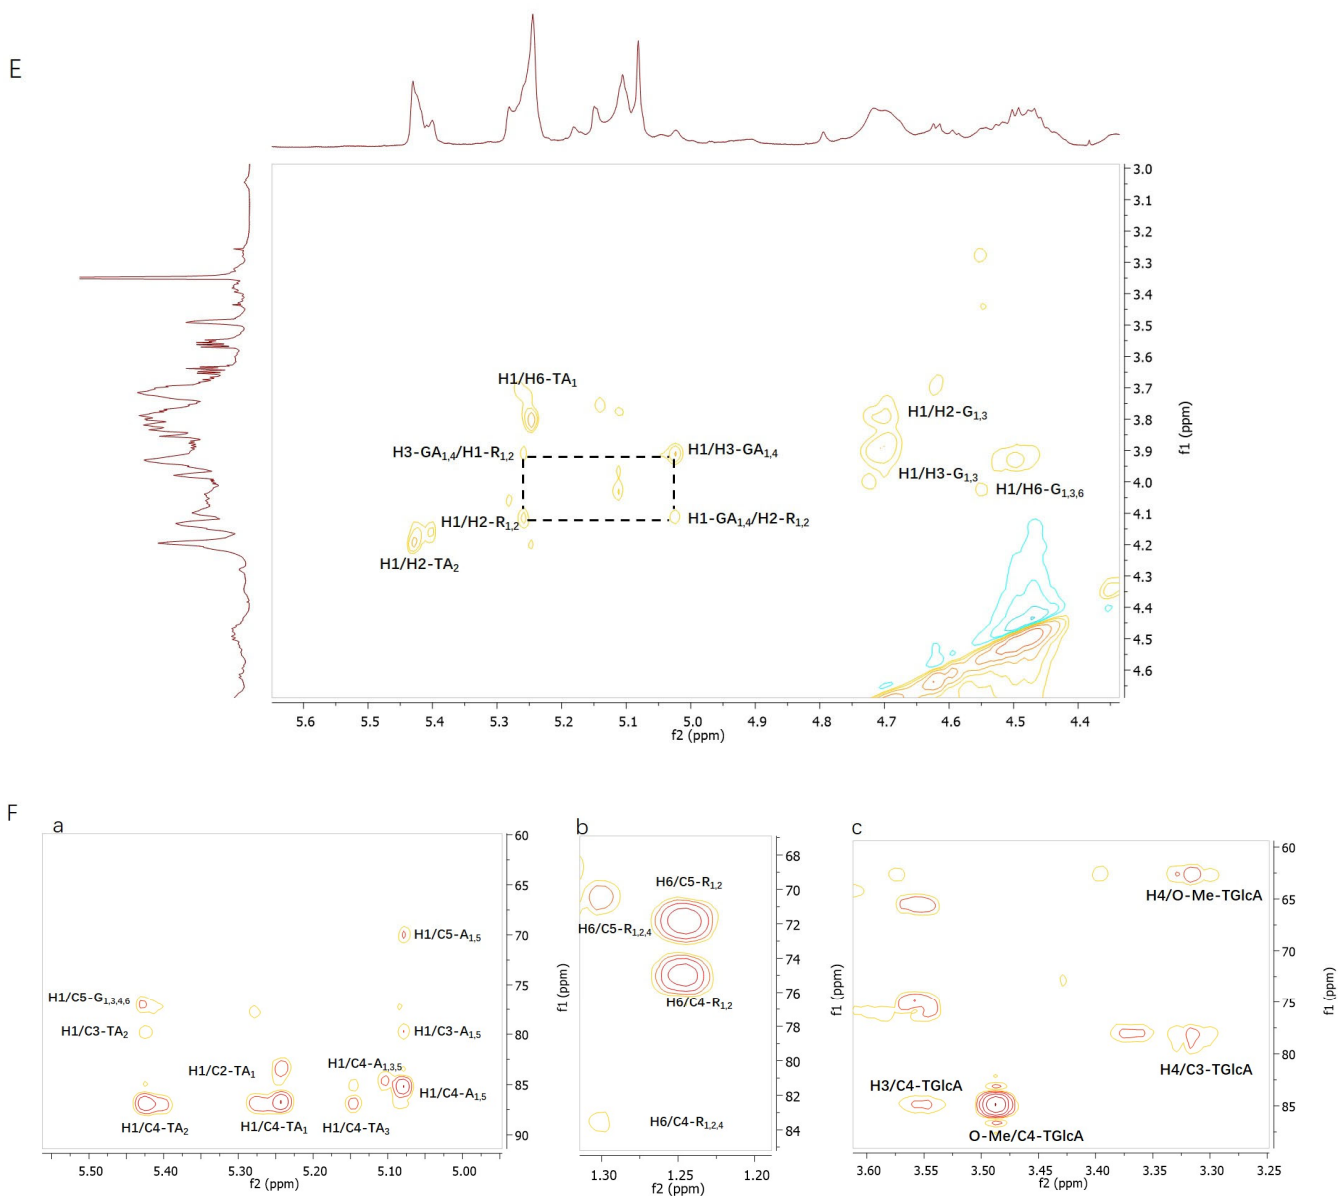 E
3.0
3.1
3.2
3.3
3.4
3.5
3.6
3.7
3.8
3.9
4.0
4.1
4.2
4.3
4.4
4.5
4.6
f1 (ppm)
H1/H6-TA1
H1/H2-G1,3
H3-GA1,4/H1-R1,2
H1/H3-GA1,4
H1/H3-G1,3
H1/H6-G1,3,6
H1/H2-R1,2
H1-GA1,4/H2-R1,2
H1/H2-TA2
5.6 5.5 5.4 5.3 5.2 5.1 5.0 4.9 4.8 4.7 4.6 4.5 4.4
f2 (ppm)
F
a
60
65
70
75
80
85
90
f1 (ppm)
H1/C5-A1,5
H1/C5-G1,3,4,6
H1/C3-TA2
H1/C3-A1,5
H1/C2-TA1
H1/C4-A1,3,5
H1/C4-A1,5
H1/C4-TA2
H1/C4-TA1
H1/C4-TA3
5.50 5.40 5.30 5.20 5.10 5.00
f2 (ppm)
b
68
70
72
74
76
78
80
82
84
f1 (ppm)
H6/C5-R1,2
H6/C5-R1,2,4
H6/C4-R1,2
H6/C4-R1,2,4
1.30 1.25 1.20
f2 (ppm)
c
60
65
70
75
80
85
f1 (ppm)
H4/O-Me-TGlcA
H4/C3-TGlcA
H3/C4-TGlcA
O-Me/C4-TGlcA
3.60 3.55 3.50 3.45 3.40 3.35 3.30 3.25
f2 (ppm)